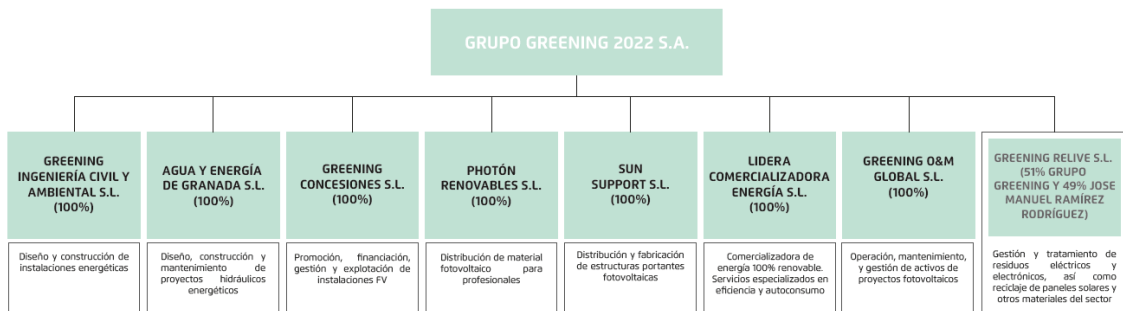 GRUPO GREENING 2022 S.A.
GREENING
INGENIERÍA CIVIL Y
AMBIENTAL S.L.
(100%)
Diseño y construcción de
instalaciones energéticas
AGUA Y ENERGÍA
DE GRANADA S.L.
(100%)
Diseño, construcción y
mantenimiento de
proyectos hidráulicos
energéticos
GREENING
CONCESIONES S.L.
(100%)
Promoción, financiación,
gestión y explotación de
instalaciones FV
PHOTÓN
RENOVABLES S.L.
(100%)
Distribución de material
fotovoltaico para
profesionales
SUN
SUPPORT S.L.
(100%)
Distribución y fabricación
de estructuras portantes
fotovoltaicas
LIDERA
COMERCIALIZADORA
ENERGÍA S.L.
(100%)
Comercializadora de
energía 100% renovable.
Servicios especializados en
eficiencia y autoconsumo
GREENING O&M
GLOBAL S.L.
(100%)
Operación, mantenimiento,
y gestión de activos de
proyectos fotovoltaicos
GREENING RELIVE S.L.
(51% GRUPO
GREENING Y 49% JOSE
MANUEL RAMÍREZ
RODRÍGUEZ)
Gestión y tratamiento de
residuos eléctricos y
electrónicos, así como
reciclaje de paneles solares y
otros materiales del sector